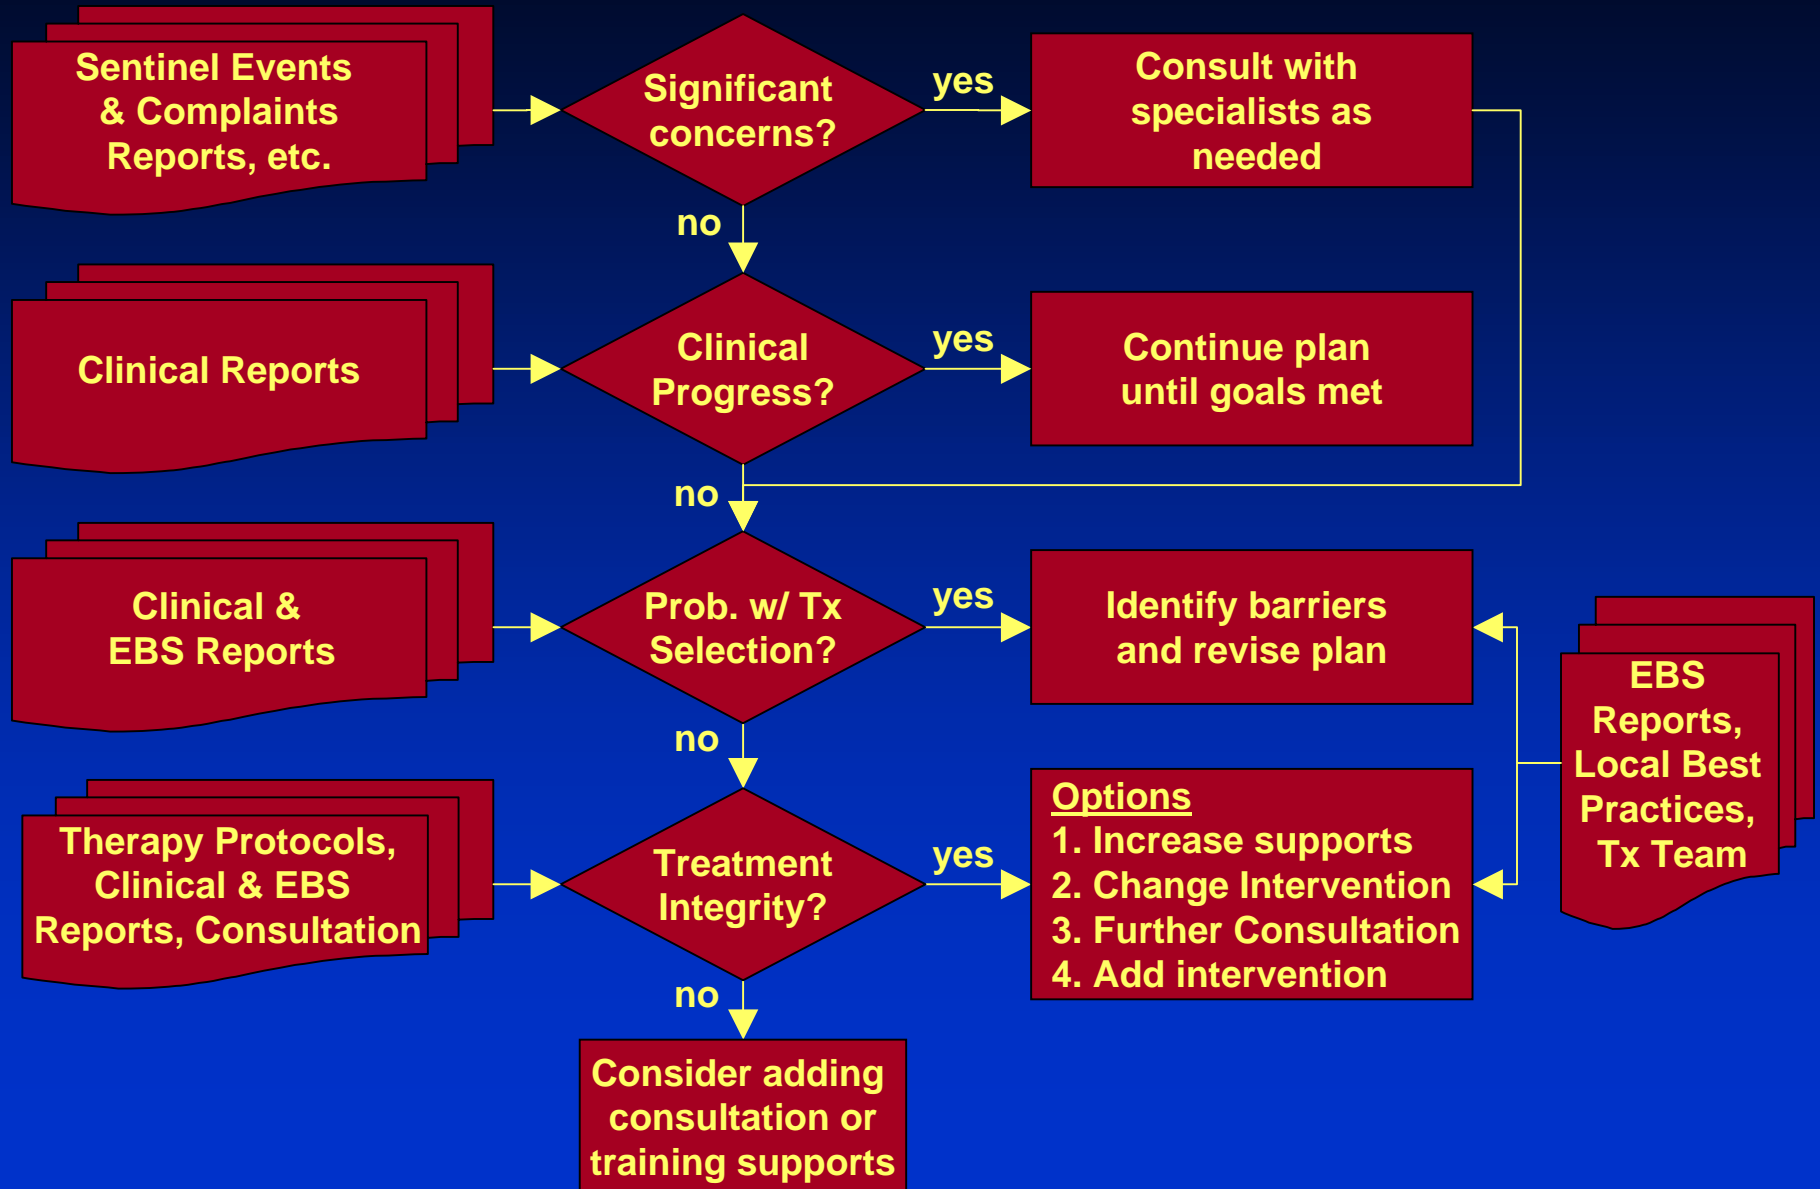 Sentinel Events
& Complaints
Reports, etc.
Significant
concerns?
yes
Consult with
specialists as
needed
no
Clinical Reports
Clinical
Progress?
yes
Continue plan
until goals met
no
Clinical &
EBS Reports
Prob. w/ Tx
Selection?
yes
Identify barriers
and revise plan
EBS
Reports,
Local Best
Practices,
Tx Team
no
Therapy Protocols,
Clinical & EBS
Reports, Consultation
Treatment
Integrity?
yes
Options
1. Increase supports
2. Change Intervention
3. Further Consultation
4. Add intervention
no
Consider adding
consultation or
training supports